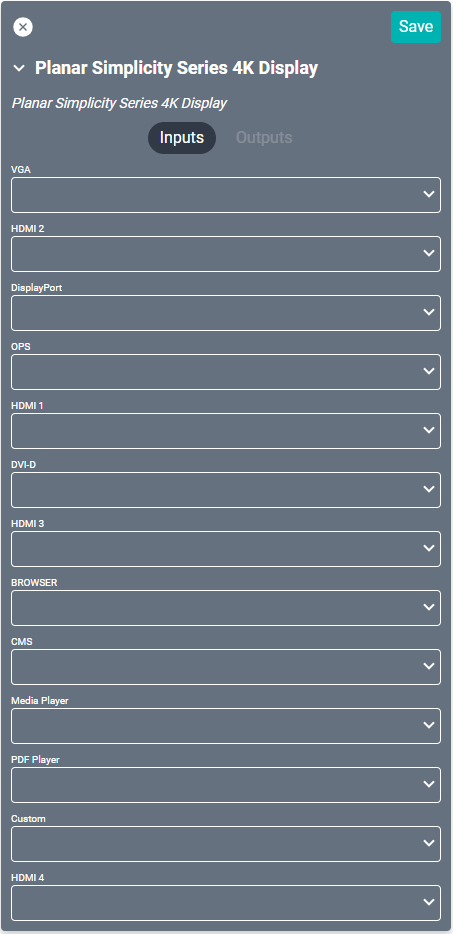 Save
Planar Simplicity Series 4K Display
Planar Simplicity Series 4K Display
Inputs Outputs
VGA
HDMI 2
DisplayPort
OPS
HDMI 1
DVI-D
HDMI 3
BROWSER
CMS
Media Player
PDF Player
Custom
HDMI 4